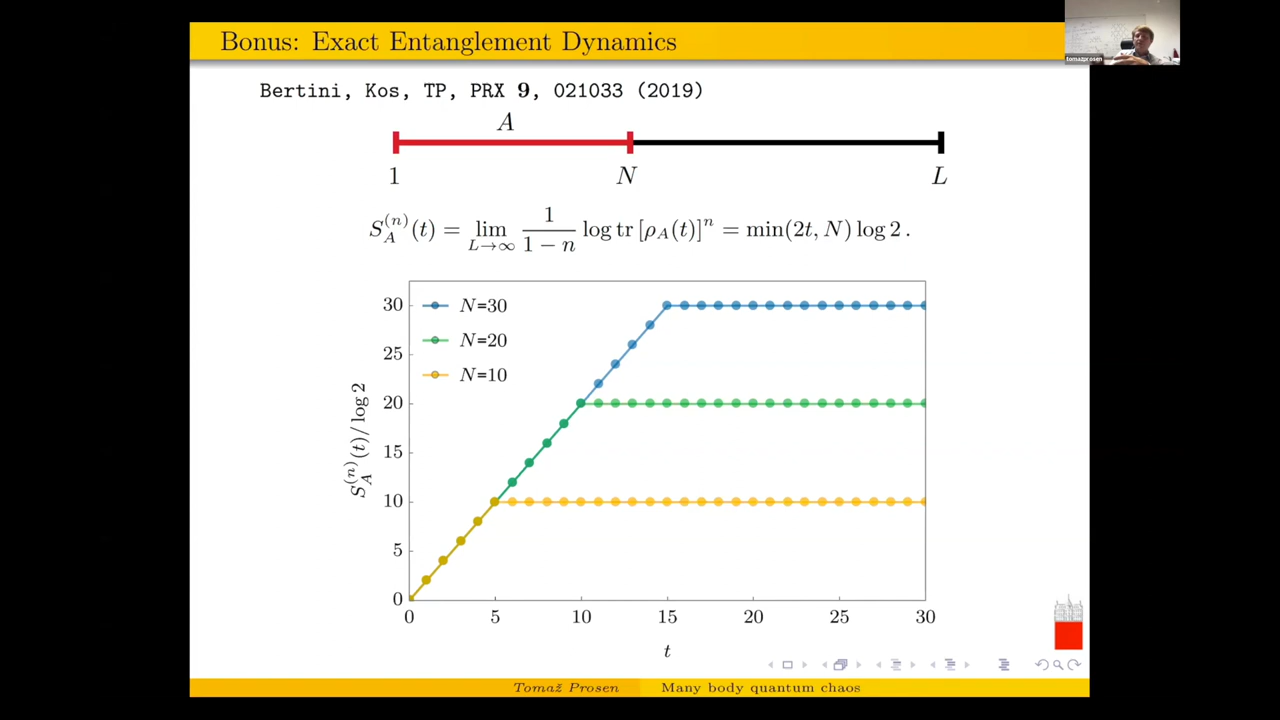 Bonus: Exact Entanglement Dynamics
tomazprosen
Bertini, Kos, TP, PRX 9, 021033 (2019)
A
1 N L
S_A^{(n)}(t) = lim_{L→∞} \frac{1}{1 − n} log tr [ρ_A(t)]^n = min(2t, N) log 2 .
N=30
N=20
N=10
30
25
20
15
10
5
0
S_A^{(n)}(t)/ log 2
0 5 10 15 20 25 30
t
Tomaž Prosen Many body quantum chaos